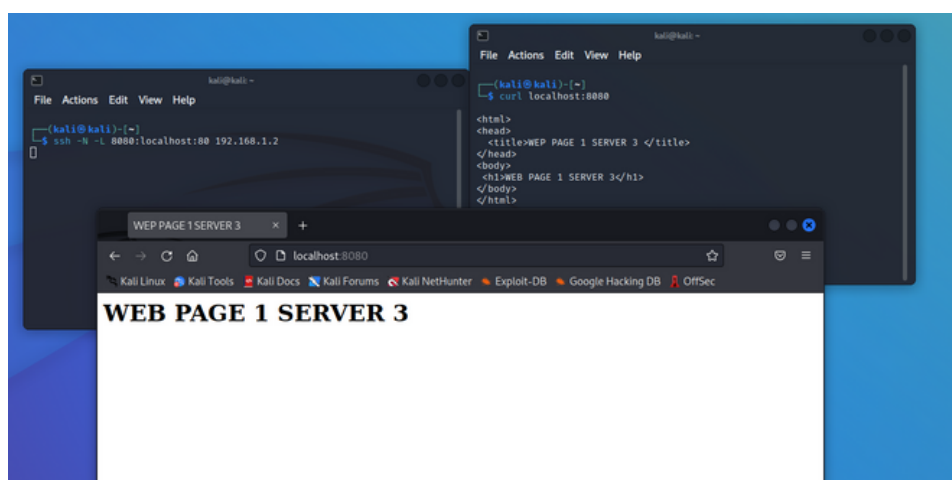 kali@kali: ~
File Actions Edit View Help
(kali㉿kali)-[~]
$ ssh -N -L 8080:localhost:80 192.168.1.2
kali@kali: ~
File Actions Edit View Help
(kali㉿kali)-[~]
$ curl localhost:8080
<html>
<head>
<title>WEP PAGE 1 SERVER 3 </title>
</head>
<body>
<h1>WEB PAGE 1 SERVER 3</h1>
</body>
</html>
WEP PAGE 1 SERVER 3
localhost:8080
Kali Linux Kali Tools Kali Docs Kali Forums Kali NetHunter Exploit-DB Google Hacking DB OffSec
WEB PAGE 1 SERVER 3